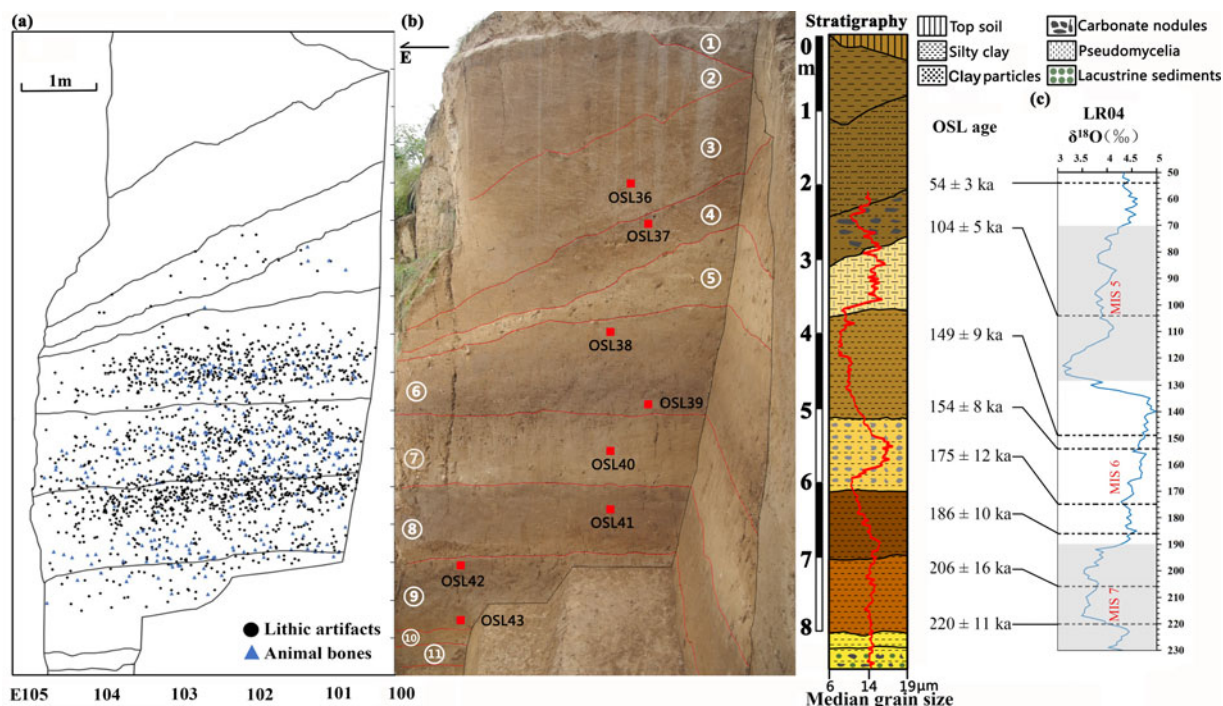 (a)
1m
Lithic artifacts
Animal bones
E105 104 103 102 101 100
(b)
E
①
②
③
OSL36
④
OSL37
⑤
OSL38
⑥
OSL39
⑦
OSL40
⑧
OSL41
OSL42
⑨
OSL43
⑩
⑪
Stratigraphy
0
m
1
2
3
4
5
6
7
8
6 14 19μm
Median grain size
Top soil
Silty clay
Clay particles
Carbonate nodules
Pseudomycelia
Lacustrine sediments
(c)
OSL age
54 ± 3 ka
104 ± 5 ka
149 ± 9 ka
154 ± 8 ka
175 ± 12 ka
186 ± 10 ka
206 ± 16 ka
220 ± 11 ka
LR04
δ18O(‰)
3 3.5 4 4.5 5
50
60
70
80
90
100
110
120
130
140
150
160
170
180
190
200
210
220
230
MIS 5
MIS 6
MIS 7